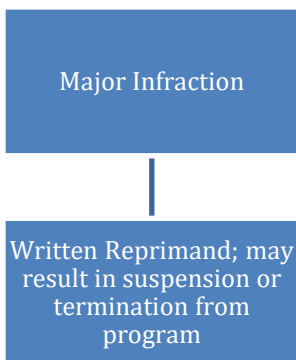 Major Infraction
Written Reprimand; may
result in suspension or
termination from
program